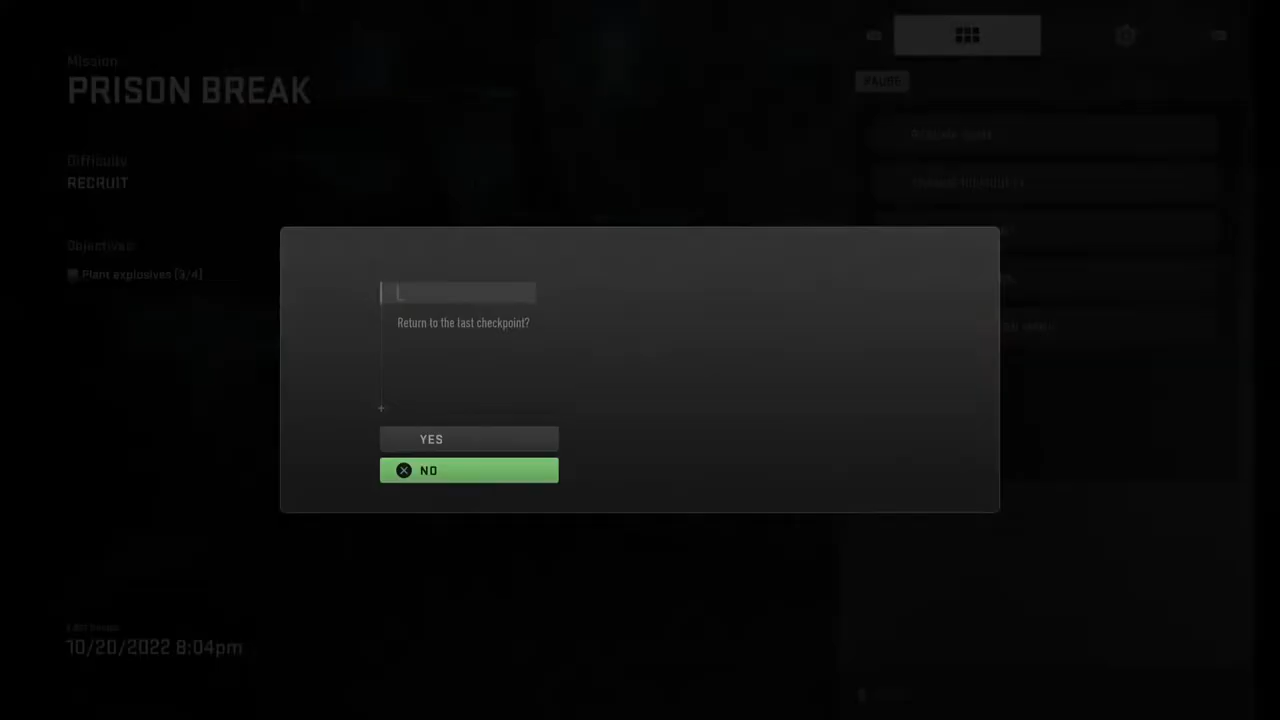 Mission
PRISON BREAK
Difficulty
RECRUIT
Objectives:
Plant explosives [3/4]
PAUSE
Return to the last checkpoint?
YES
NO
10/20/2022 8:04pm